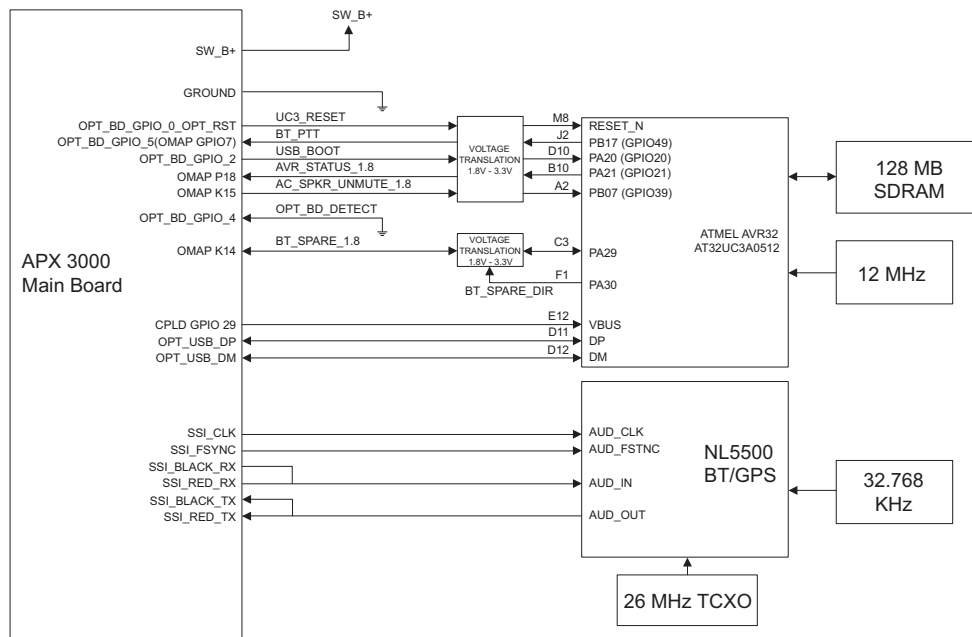 SW_B+
SW_B+
GROUND
OPT_BD_GPIO_0_OPT_RST
UC3_RESET
M8
RESET_N
OPT_BD_GPIO_5(OMAP GPIO7)
BT_PTT
J2
PB17 (GPIO49)
OPT_BD_GPIO_2
USB_BOOT
D10
PA20 (GPIO20)
OMAP P18
AVR_STATUS_1.8
B10
PA21 (GPIO21)
OMAP K15
AC_SPKR_UNMUTE_1.8
A2
PB07 (GPIO39)
VOLTAGE
TRANSLATION
1.8V - 3.3V
128 MB
SDRAM
OPT_BD_GPIO_4
OPT_BD_DETECT
ATMEL AVR32
AT32UC3A0512
OMAP K14
BT_SPARE_1.8
VOLTAGE
TRANSLATION
1.8V - 3.3V
C3
PA29
APX 3000
Main Board
12 MHz
F1
PA30
BT_SPARE_DIR
CPLD GPIO 29
E12
VBUS
OPT_USB_DP
D11
DP
OPT_USB_DM
D12
DM
SSI_CLK
AUD_CLK
SSI_FSYNC
AUD_FSTNC
NL5500
BT/GPS
SSI_BLACK_RX
SSI_RED_RX
AUD_IN
32.768
KHz
SSI_BLACK_TX
SSI_RED_TX
AUD_OUT
26 MHz TCXO